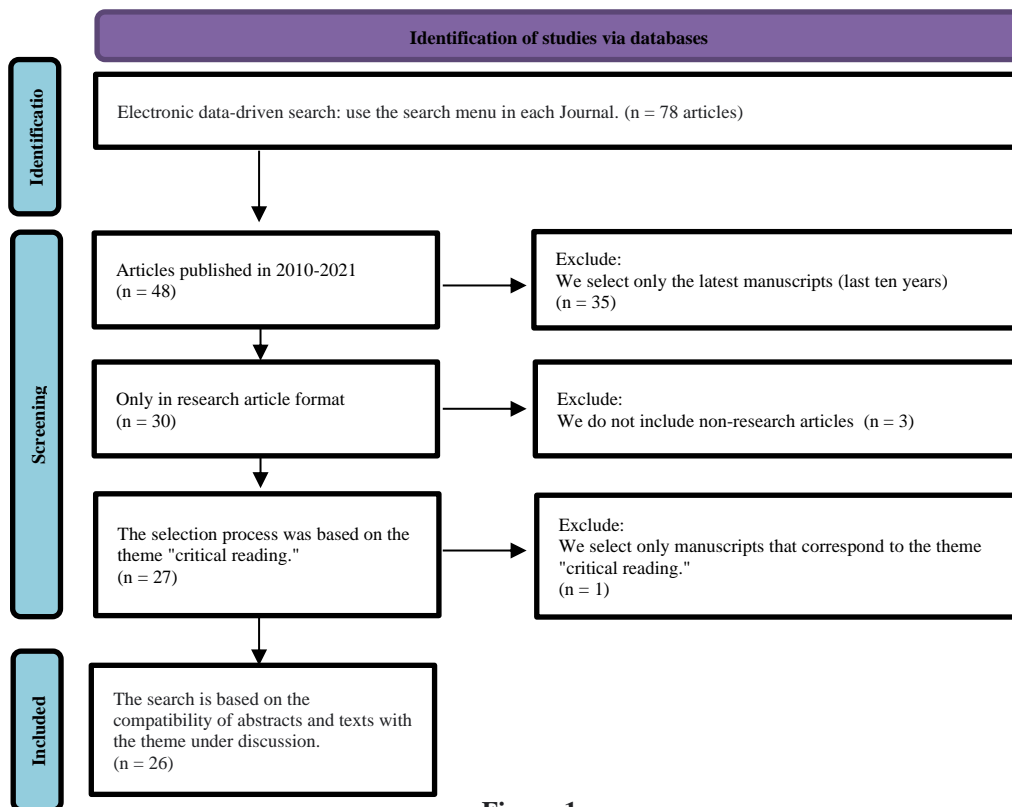 Identification of studies via databases
Identificatio
Electronic data-driven search: use the search menu in each Journal. (n = 78 articles)
Screening
Articles published in 2010-2021
(n = 48)
Exclude:
We select only the latest manuscripts (last ten years)
(n = 35)
Only in research article format
(n = 30)
Exclude:
We do not include non-research articles (n = 3)
The selection process was based on the
theme "critical reading."
(n = 27)
Exclude:
We select only manuscripts that correspond to the theme
"critical reading."
(n = 1)
Included
The search is based on the
compatibility of abstracts and texts with
the theme under discussion.
(n = 26)
Figure 1